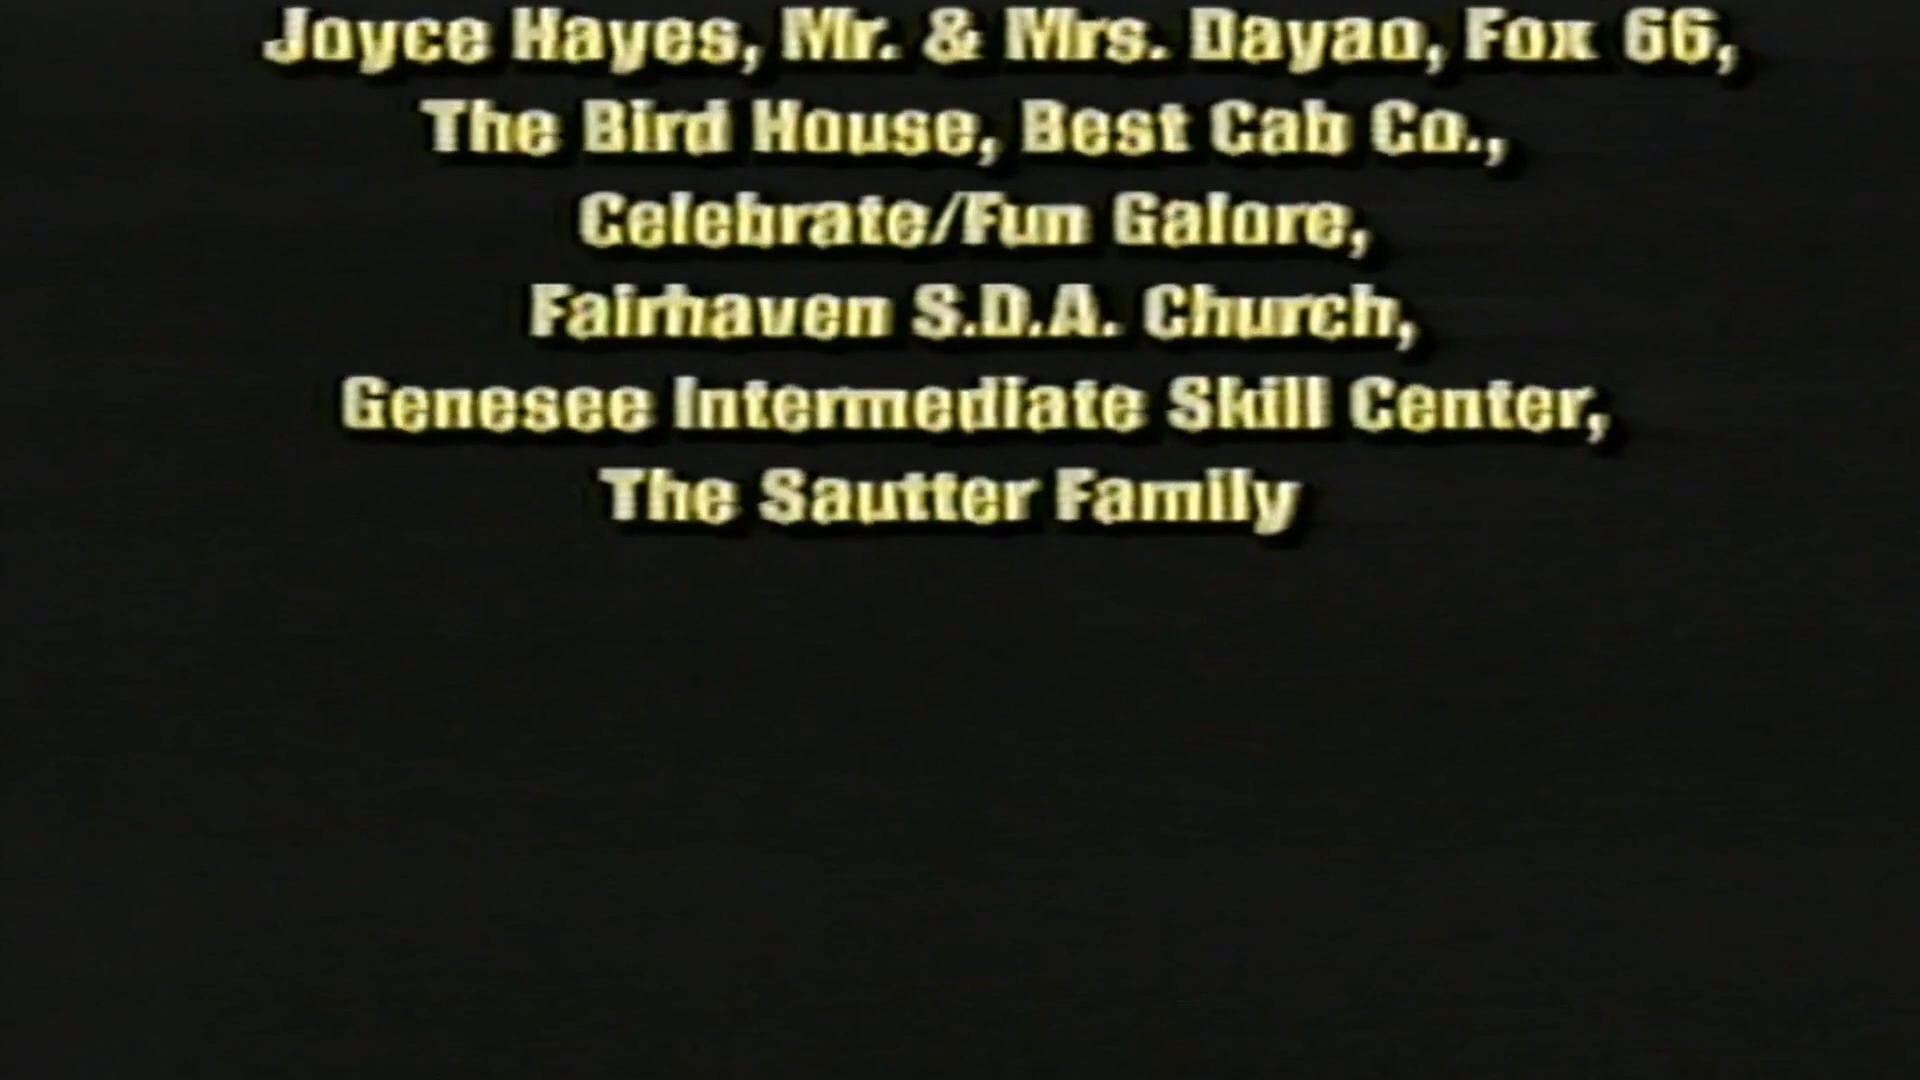 Joyce Hayes, Mr. & Mrs. Dayao, Fox 66,
The Bird House, Best Cab Co.,
Celebrate/Fun Galore,
Fairhaven S.D.A. Church,
Genesee Intermediate Skill Center,
The Sautter Family